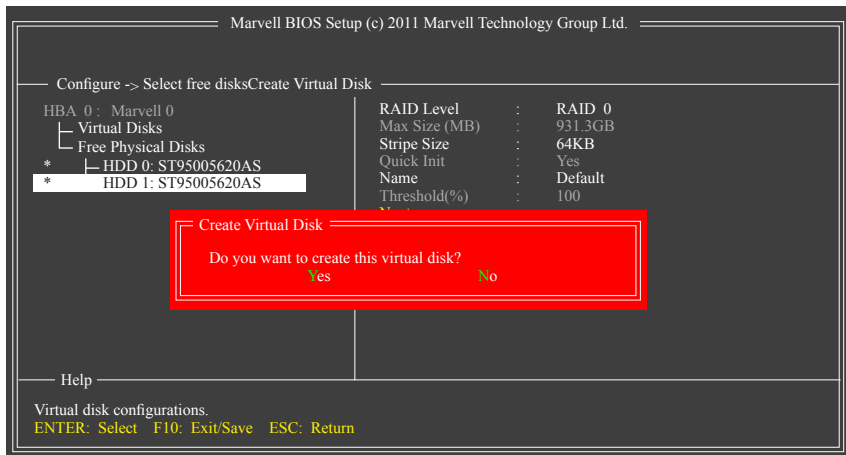 Marvell BIOS Setup (c) 2011 Marvell Technology Group Ltd.
Configure -> Select free disksCreate Virtual Disk
HBA 0 : Marvell 0
Virtual Disks
Free Physical Disks
* HDD 0: ST95005620AS
* HDD 1: ST95005620AS
RAID Level : RAID 0
Max Size (MB) : 931.3GB
Stripe Size : 64KB
Quick Init : Yes
Name : Default
Threshold(%) : 100
Create Virtual Disk
Do you want to create this virtual disk?
Yes No
Help
Virtual disk configurations.
ENTER: Select F10: Exit/Save ESC: Return